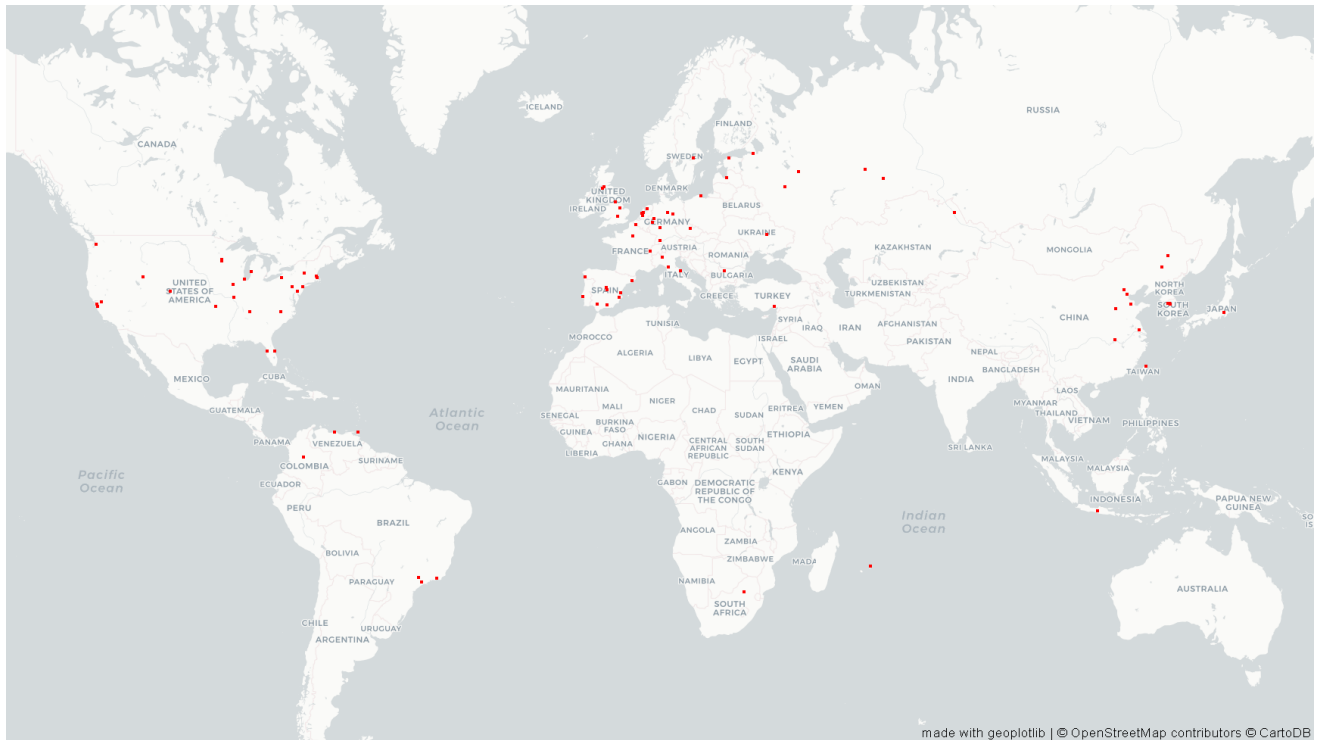 ICELAND
RUSSIA
FINLAND
CANADA
SWEDEN
DENMARK
UNITED
KINGDOM
IRELAND
BELARUS
GERMANY
UKRAINE
FRANCE
AUSTRIA
KAZAKHSTAN
MONGOLIA
ROMANIA
ITALY
BULGARIA
UNITED
STATES OF
AMERICA
SPAIN
UZBEKISTAN
NORTH
KOREA
GREECE
TURKEY
TURKMENISTAN
SOUTH
KOREA
JAPAN
CHINA
TUNISIA
SYRIA
AFGHANISTAN
IRAQ
IRAN
MOROCCO
ISRAEL
PAKISTAN
ALGERIA
LIBYA
EGYPT
NEPAL
SAUDI
ARABIA
BANGLADESH
TAIWAN
MEXICO
CUBA
INDIA
OMAN
MAURITANIA
LAOS
MALI
NIGER
MYANMAR
GUATEMALA
Atlantic
Ocean
SENEGAL
CHAD
SUDAN
ERITREA
YEMEN
THAILAND
VIETNAM
PHILIPPINES
BURKINA
FASO
GUINEA
GHANA
NIGERIA
ETHIOPIA
PANAMA
VENEZUELA
CENTRAL
AFRICAN
REPUBLIC
SOUTH
SUDAN
SRI LANKA
LIBERIA
SURINAME
COLOMBIA
MALAYSIA
MALAYSIA
KENYA
Pacific
Ocean
ECUADOR
GABON
DEMOCRATIC
REPUBLIC OF
THE CONGO
INDONESIA
PAPUA NEW
GUINEA
PERU
BRAZIL
Indian
Ocean
SO
IS
ANGOLA
ZAMBIA
BOLIVIA
ZIMBABWE
MADA
PARAGUAY
NAMIBIA
AUSTRALIA
SOUTH
AFRICA
CHILE
URUGUAY
ARGENTINA
made with geoplotlib | © OpenStreetMap contributors © CartoDB